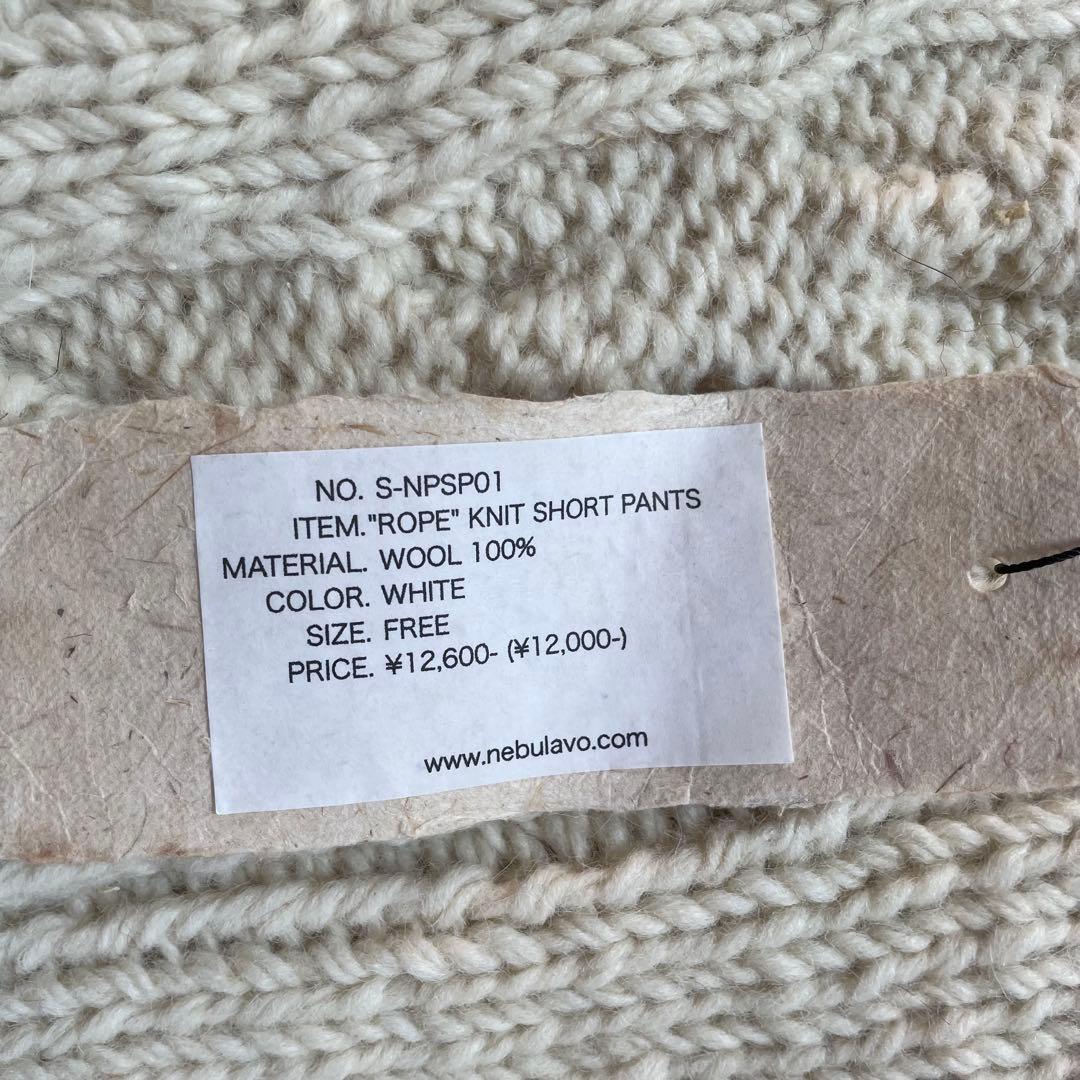 NO. S-NPSP01
ITEM."ROPE" KNIT SHORT PANTS
MATERIAL. WOOL 100%
COLOR. WHITE
SIZE. FREE
PRICE. ¥12,600- (¥12,000-)
www.nebulavo.com